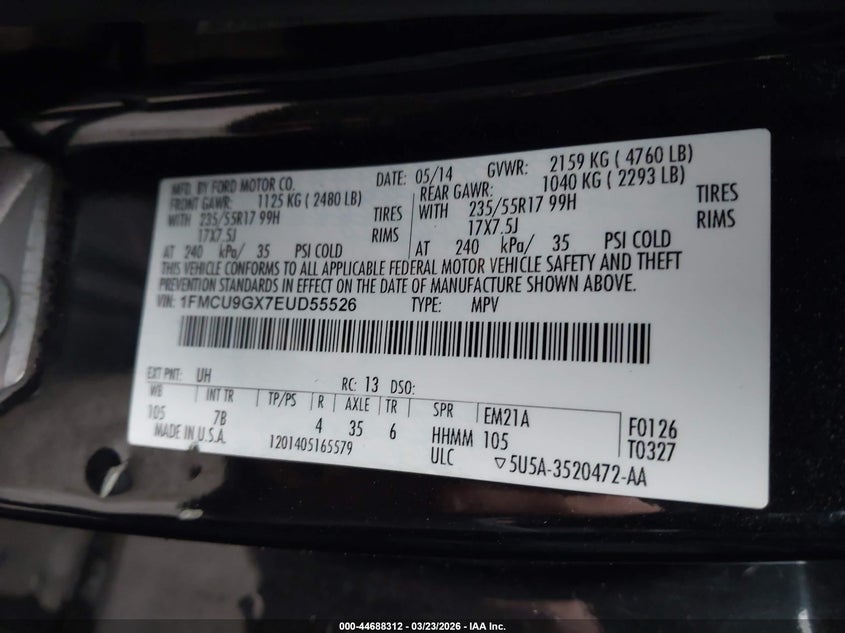 MFD. BY FORD MOTOR CO. DATE: 05/14 GVWR: 2159 KG ( 4760 LB)
FRONT GAWR: 1125 KG ( 2480 LB) REAR GAWR: 1040 KG ( 2293 LB)
WITH 235/55R17 99H TIRES WITH 235/55R17 99H TIRES
17X7.5J RIMS 17X7.5J RIMS
AT 240 kPa/ 35 PSI COLD AT 240 kPa/ 35 PSI COLD
THIS VEHICLE CONFORMS TO ALL APPLICABLE FEDERAL MOTOR VEHICLE SAFETY AND THEFT
PREVENTION STANDARDS IN EFFECT ON THE DATE OF MANUFACTURE SHOWN ABOVE.
VIN: 1FMCU9GX7EUD55526 TYPE: MPV
EXT PNT: UH RC: 13 DSO:
WB INT TR TP/PS R AXLE TR SPR EM21A F0126
105 7B 4 35 6 HHMM 105 T0327
MADE IN U.S.A. 1201405165579 ULC ▽5U5A-3520472-AA
000-44688312 | 03/23/2026 - IAA Inc.